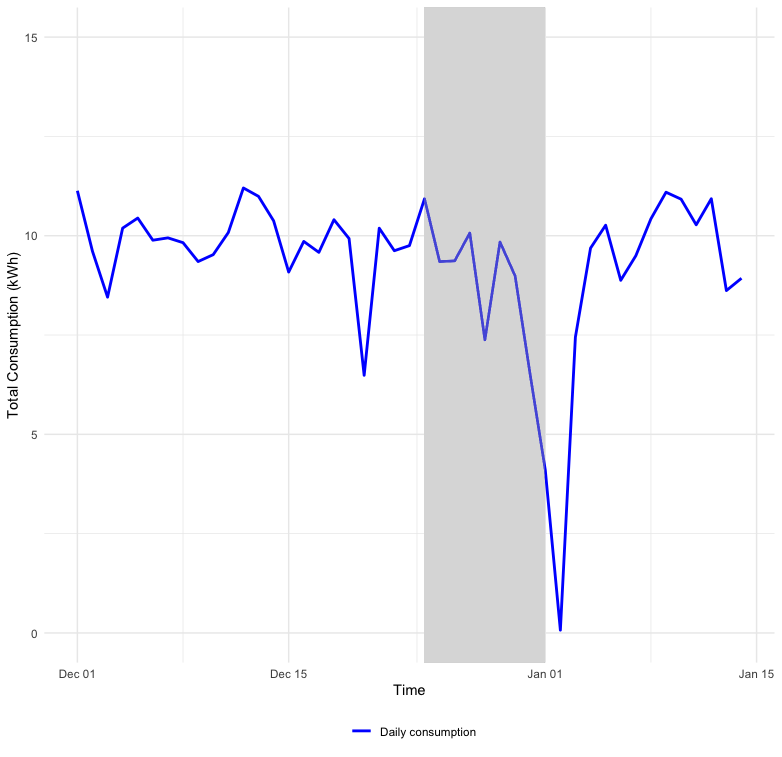 15
10
5
0
Total Consumption (kWh)
Dec 01
Dec 15
Jan 01
Jan 15
Time
Daily consumption